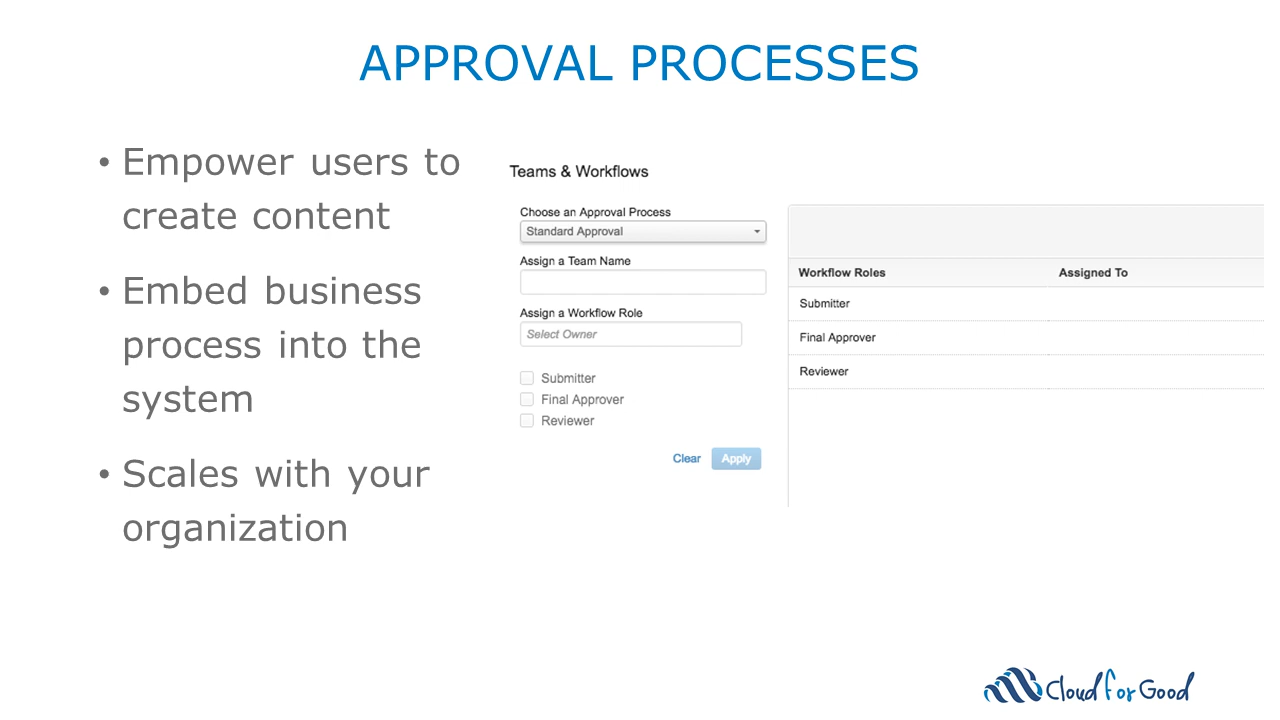 APPROVAL PROCESSES
• Empower users to
create content
• Embed business
process into the
system
• Scales with your
organization
Teams & Workflows
Choose an Approval Process
Standard Approval
Assign a Team Name
Assign a Workflow Role
Select Owner
Submitter
Final Approver
Reviewer
Clear Apply
Workflow Roles Assigned To
Submitter
Final Approver
Reviewer
Cloud for Good